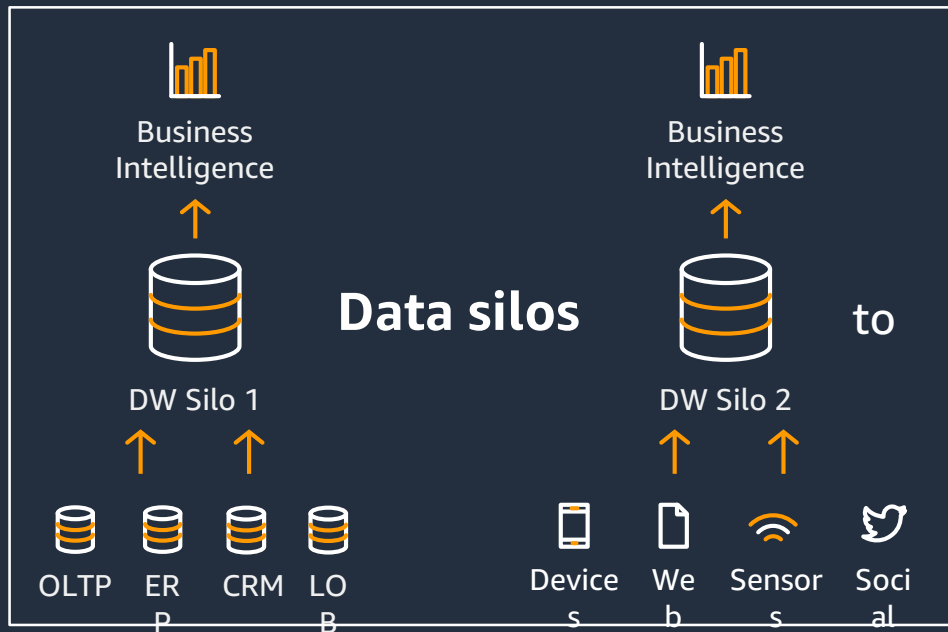 Business
Intelligence
Business
Intelligence
Data silos
to
DW Silo 1
DW Silo 2
OLTP
ER
P
CRM
LO
B
Device
s
We
b
Sensor
s
Soci
al